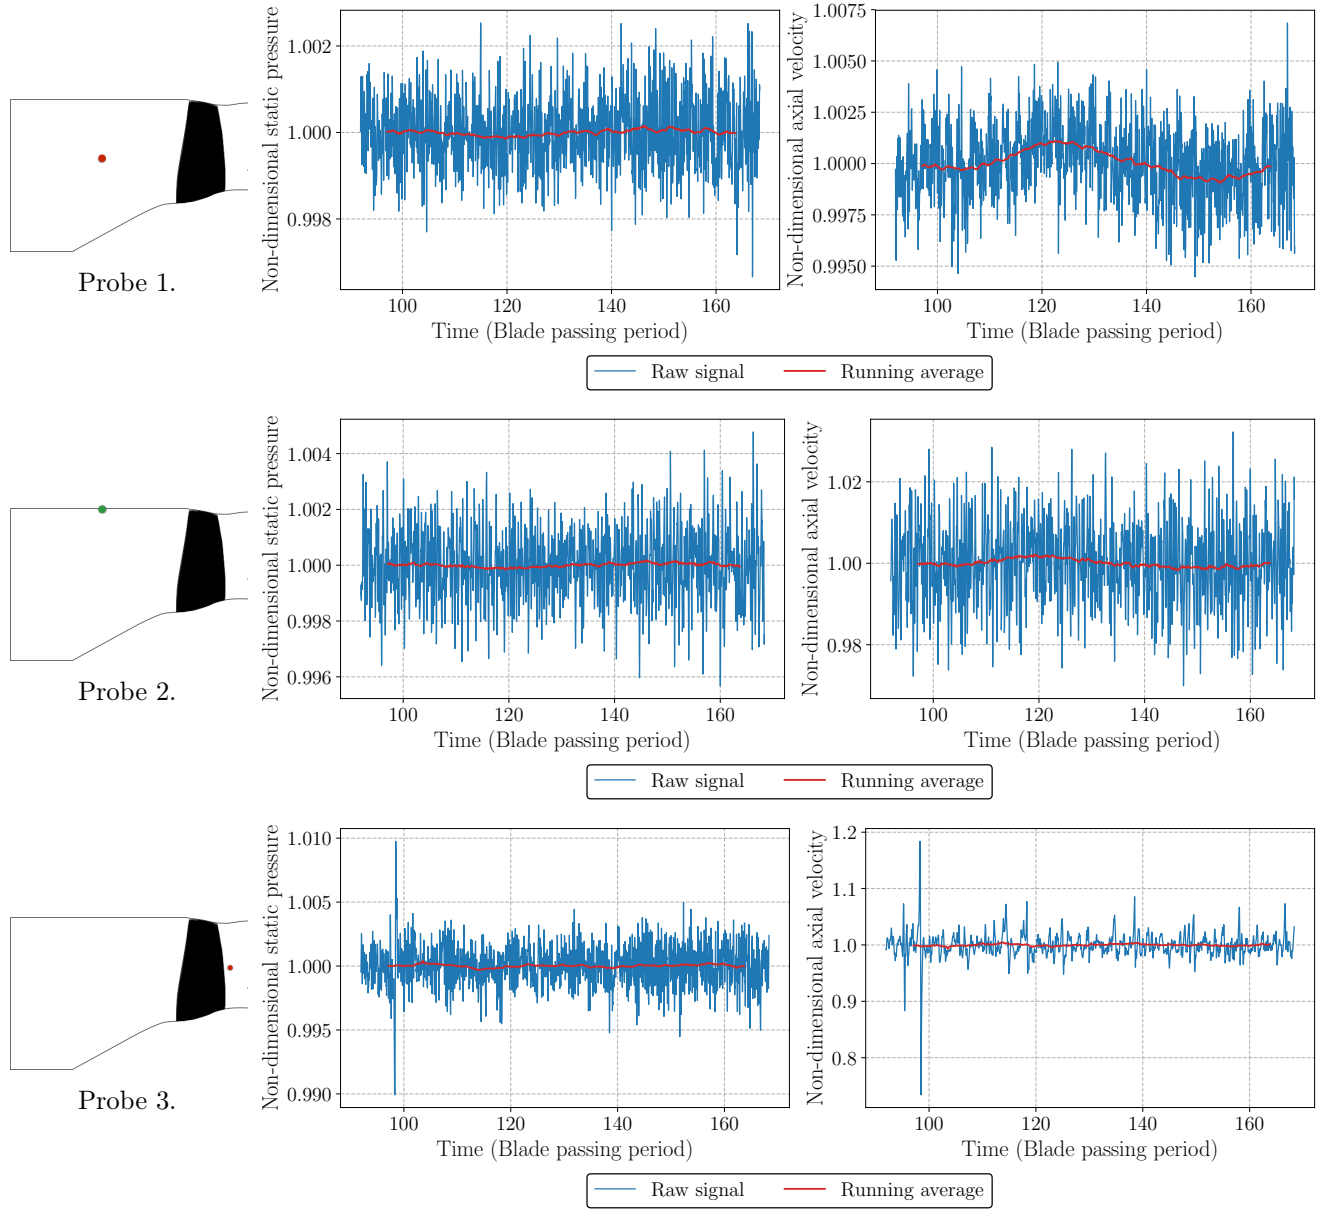 Non-dimensional static pressure
1.002
1.000
0.998
100 120 140 160
Time (Blade passing period)
Non-dimensional axial velocity
1.0075
1.0050
1.0025
1.0000
0.9975
0.9950
100 120 140 160
Time (Blade passing period)
Probe 1.
Raw signal Running average
Non-dimensional static pressure
1.004
1.002
1.000
0.998
0.996
100 120 140 160
Time (Blade passing period)
Non-dimensional axial velocity
1.02
1.00
0.98
100 120 140 160
Time (Blade passing period)
Probe 2.
Raw signal Running average
Non-dimensional static pressure
1.010
1.005
1.000
0.995
0.990
100 120 140 160
Time (Blade passing period)
Non-dimensional axial velocity
1.2
1.1
1.0
0.9
0.8
100 120 140 160
Time (Blade passing period)
Probe 3.
Raw signal Running average